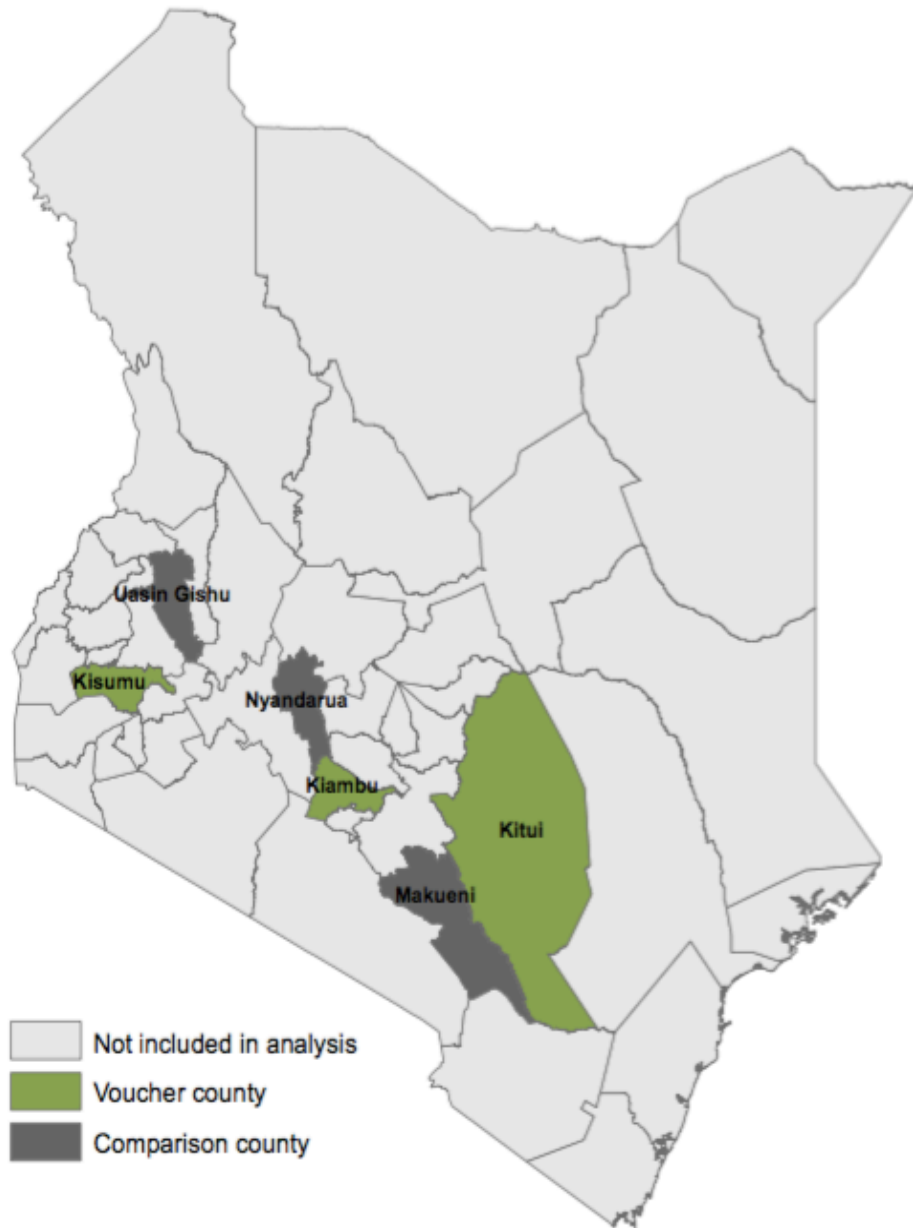 Uasin Gishu
Kisumu
Nyandarua
Kiambu
Kitui
Makueni
Not included in analysis
Voucher county
Comparison county